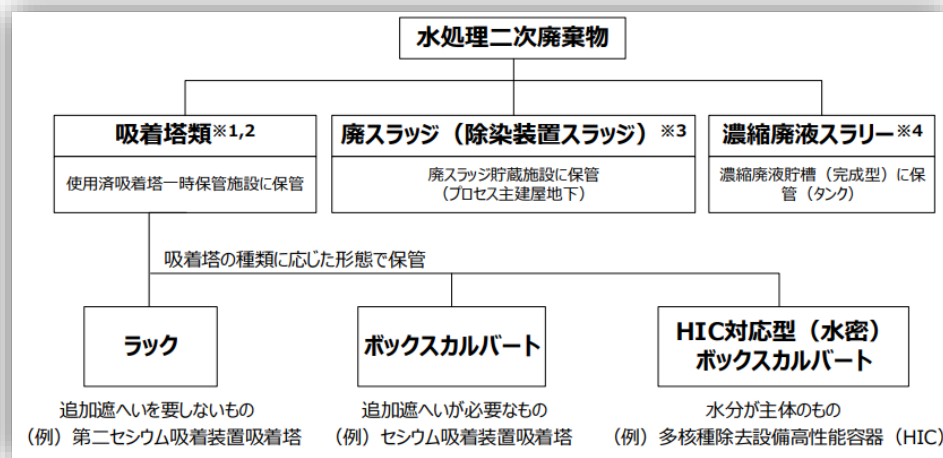 水処理二次廃棄物
吸着塔類※1,2
使用済吸着塔一時保管施設に保管
廃スラッジ（除染装置スラッジ）※3
廃スラッジ貯蔵施設に保管
（プロセス主建屋地下）
濃縮廃液スラリー※4
濃縮廃液貯槽（完成型）に保
管（タンク）
吸着塔の種類に応じた形態で保管
ラック
追加遮へいを要しないもの
（例）第二セシウム吸着装置吸着塔
ボックスカルバート
追加遮へいが必要なもの
（例）セシウム吸着装置吸着塔
HIC対応型（水密）
ボックスカルバート
水分が主体のもの
（例）多核種除去設備高性能容器（HIC）